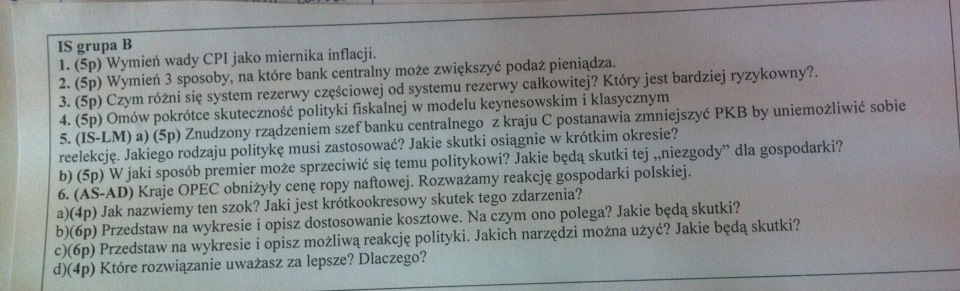 IS grupa B
1. (5p) Wymień wady CPI jako miernika inflacji.
2. (5p) Wymień 3 sposoby, na które bank centralny może zwiększyć podaż pieniądza.
3. (5p) Czym różni się system rezerwy częściowej od systemu rezerwy całkowitej? Który jest bardziej ryzykowny?.
4. (5p) Omów pokrótce skuteczność polityki fiskalnej w modelu keynesowskim i klasycznym
5. (IS-LM) a) (5p) Znudzony rządzeniem szef banku centralnego z kraju C postanawia zmniejszyć PKB by uniemożliwić sobie
reelekcję. Jakiego rodzaju politykę musi zastosować? Jakie skutki osiągnie w krótkim okresie?
b) (5p) W jaki sposób premier może sprzeciwić się temu politykowi? Jakie będą skutki tej „niezgody” dla gospodarki?
6. (AS-AD) Kraje OPEC obniżyły cenę ropy naftowej. Rozważamy reakcję gospodarki polskiej.
a)(4p) Jak nazwiemy ten szok? Jaki jest krótkookresowy skutek tego zdarzenia?
b)(6p) Przedstaw na wykresie i opisz dostosowanie kosztowe. Na czym ono polega? Jakie będą skutki?
c)(6p) Przedstaw na wykresie i opisz możliwą reakcję polityki. Jakich narzędzi można użyć? Jakie będą skutki?
d)(4p) Które rozwiązanie uważasz za lepsze? Dlaczego?